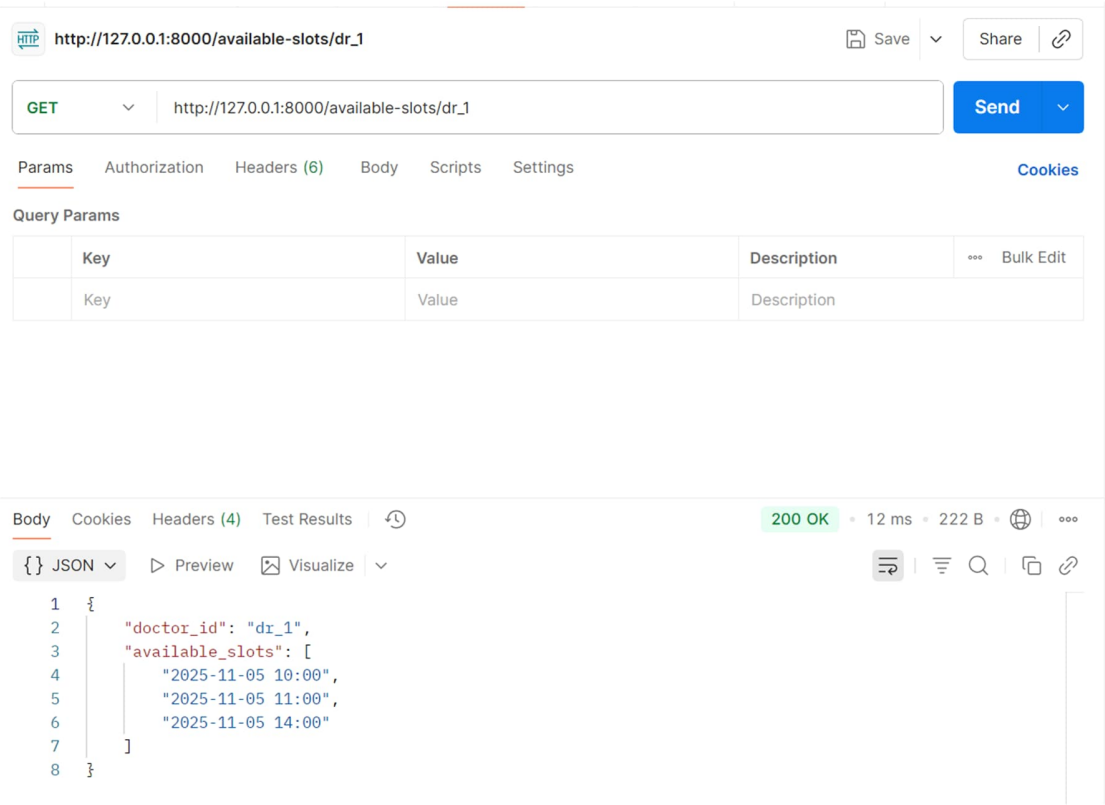 HTTP http://127.0.0.1:8000/available-slots/dr_1 Save Share
GET http://127.0.0.1:8000/available-slots/dr_1 Send
Params Authorization Headers (6) Body Scripts Settings Cookies
Query Params
Key Value Description Bulk Edit
Key Value Description
Body Cookies Headers (4) Test Results 200 OK • 12 ms • 222 B •
{} JSON Preview Visualize
1 {
2 "doctor_id": "dr_1",
3 "available_slots": [
4 "2025-11-05 10:00",
5 "2025-11-05 11:00",
6 "2025-11-05 14:00"
7 ]
8 }